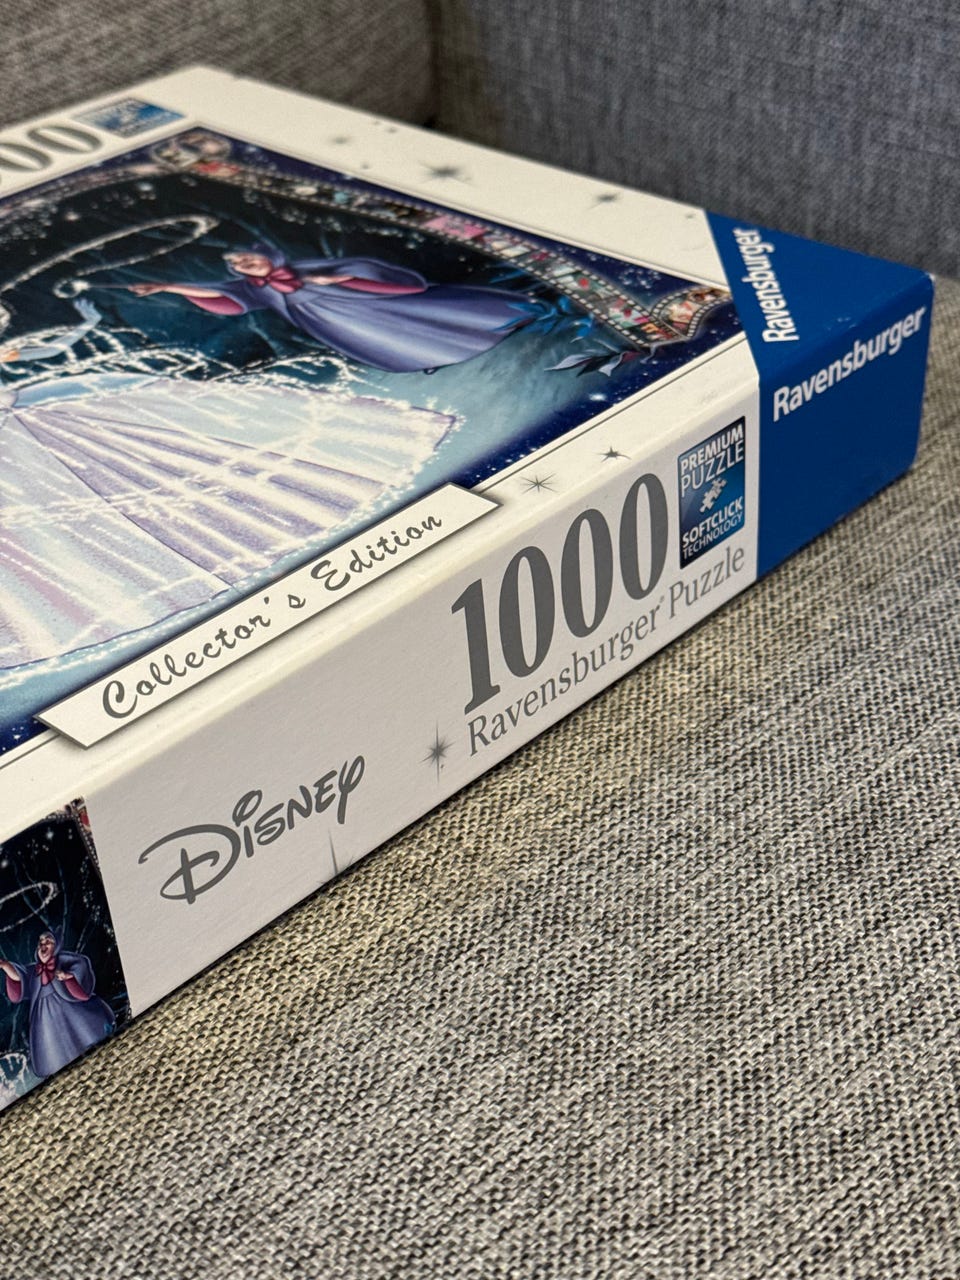 Ravensburger
Ravensburger
PREMIUM
PUZZLE
SOFTCLICK
TECHNOLOGY
1000
Ravensburger Puzzle
Collector's Edition
Disney